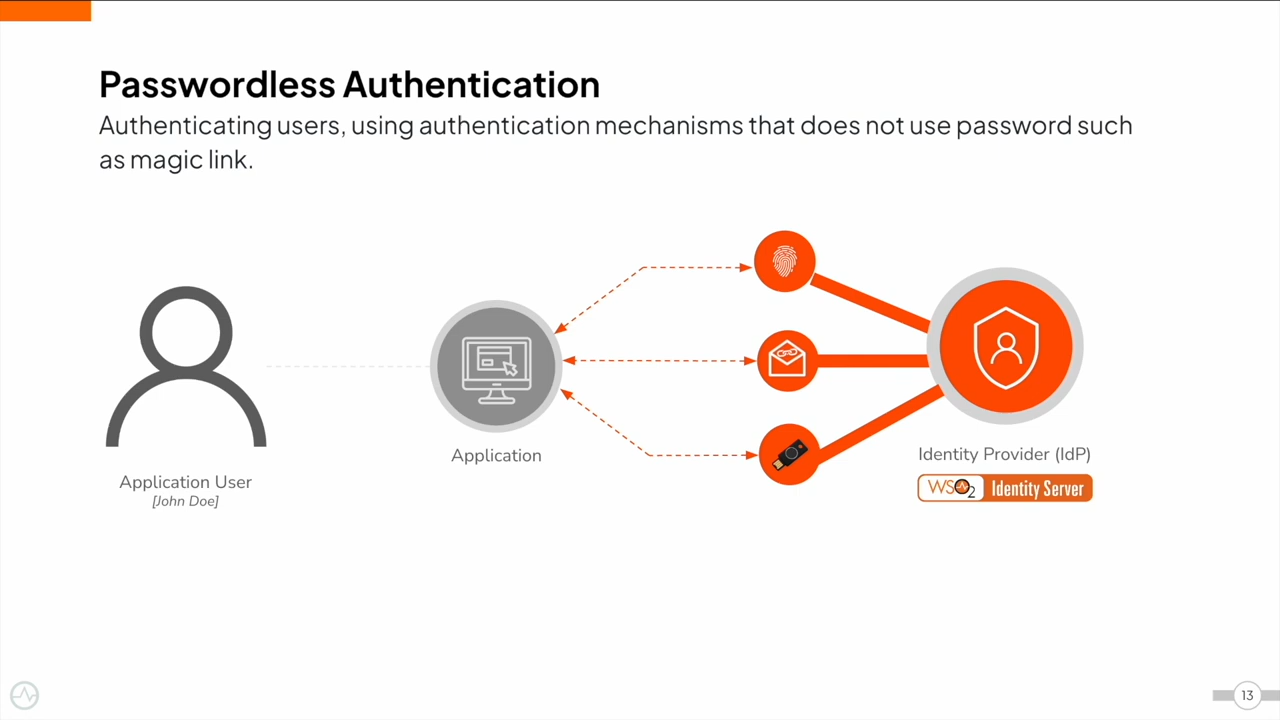 Passwordless Authentication
Authenticating users, using authentication mechanisms that does not use password such
as magic link.
Application User
[John Doe]
Application
Identity Provider (IdP)
WSO2 Identity Server
13